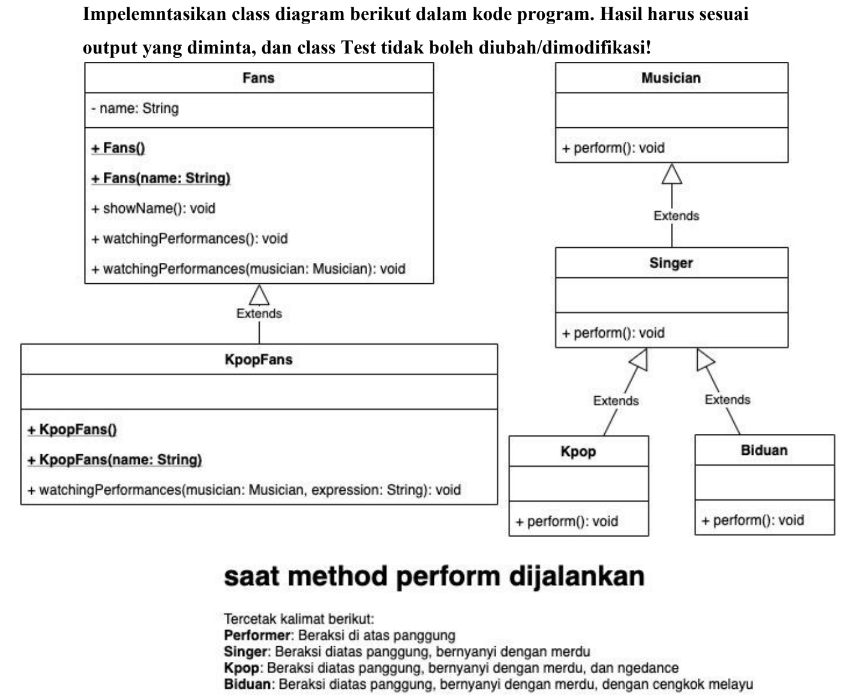 Impelemntasikan class diagram berikut dalam kode program. Hasil harus sesuai
output yang diminta, dan class Test tidak boleh diubah/dimodifikasi!
Fans
- name: String
+ Fans()
+ Fans(name: String)
+ showName(): void
+ watchingPerformances(): void
+ watchingPerformances(musician: Musician): void
Extends
KpopFans
+ KpopFans()
+ KpopFans(name: String)
+ watchingPerformances(musician: Musician, expression: String): void
Musician
+ perform(): void
Extends
Singer
+ perform(): void
Extends
Extends
Kpop
+ perform(): void
Biduan
+ perform(): void
saat method perform dijalankan
Tercetak kalimat berikut:
Performer: Beraksi di atas panggung
Singer: Beraksi diatas panggung, bernyanyi dengan merdu
Kpop: Beraksi diatas panggung, bernyanyi dengan merdu, dan ngedance
Biduan: Beraksi diatas panggung, bernyanyi dengan merdu, dengan cengkok melayu